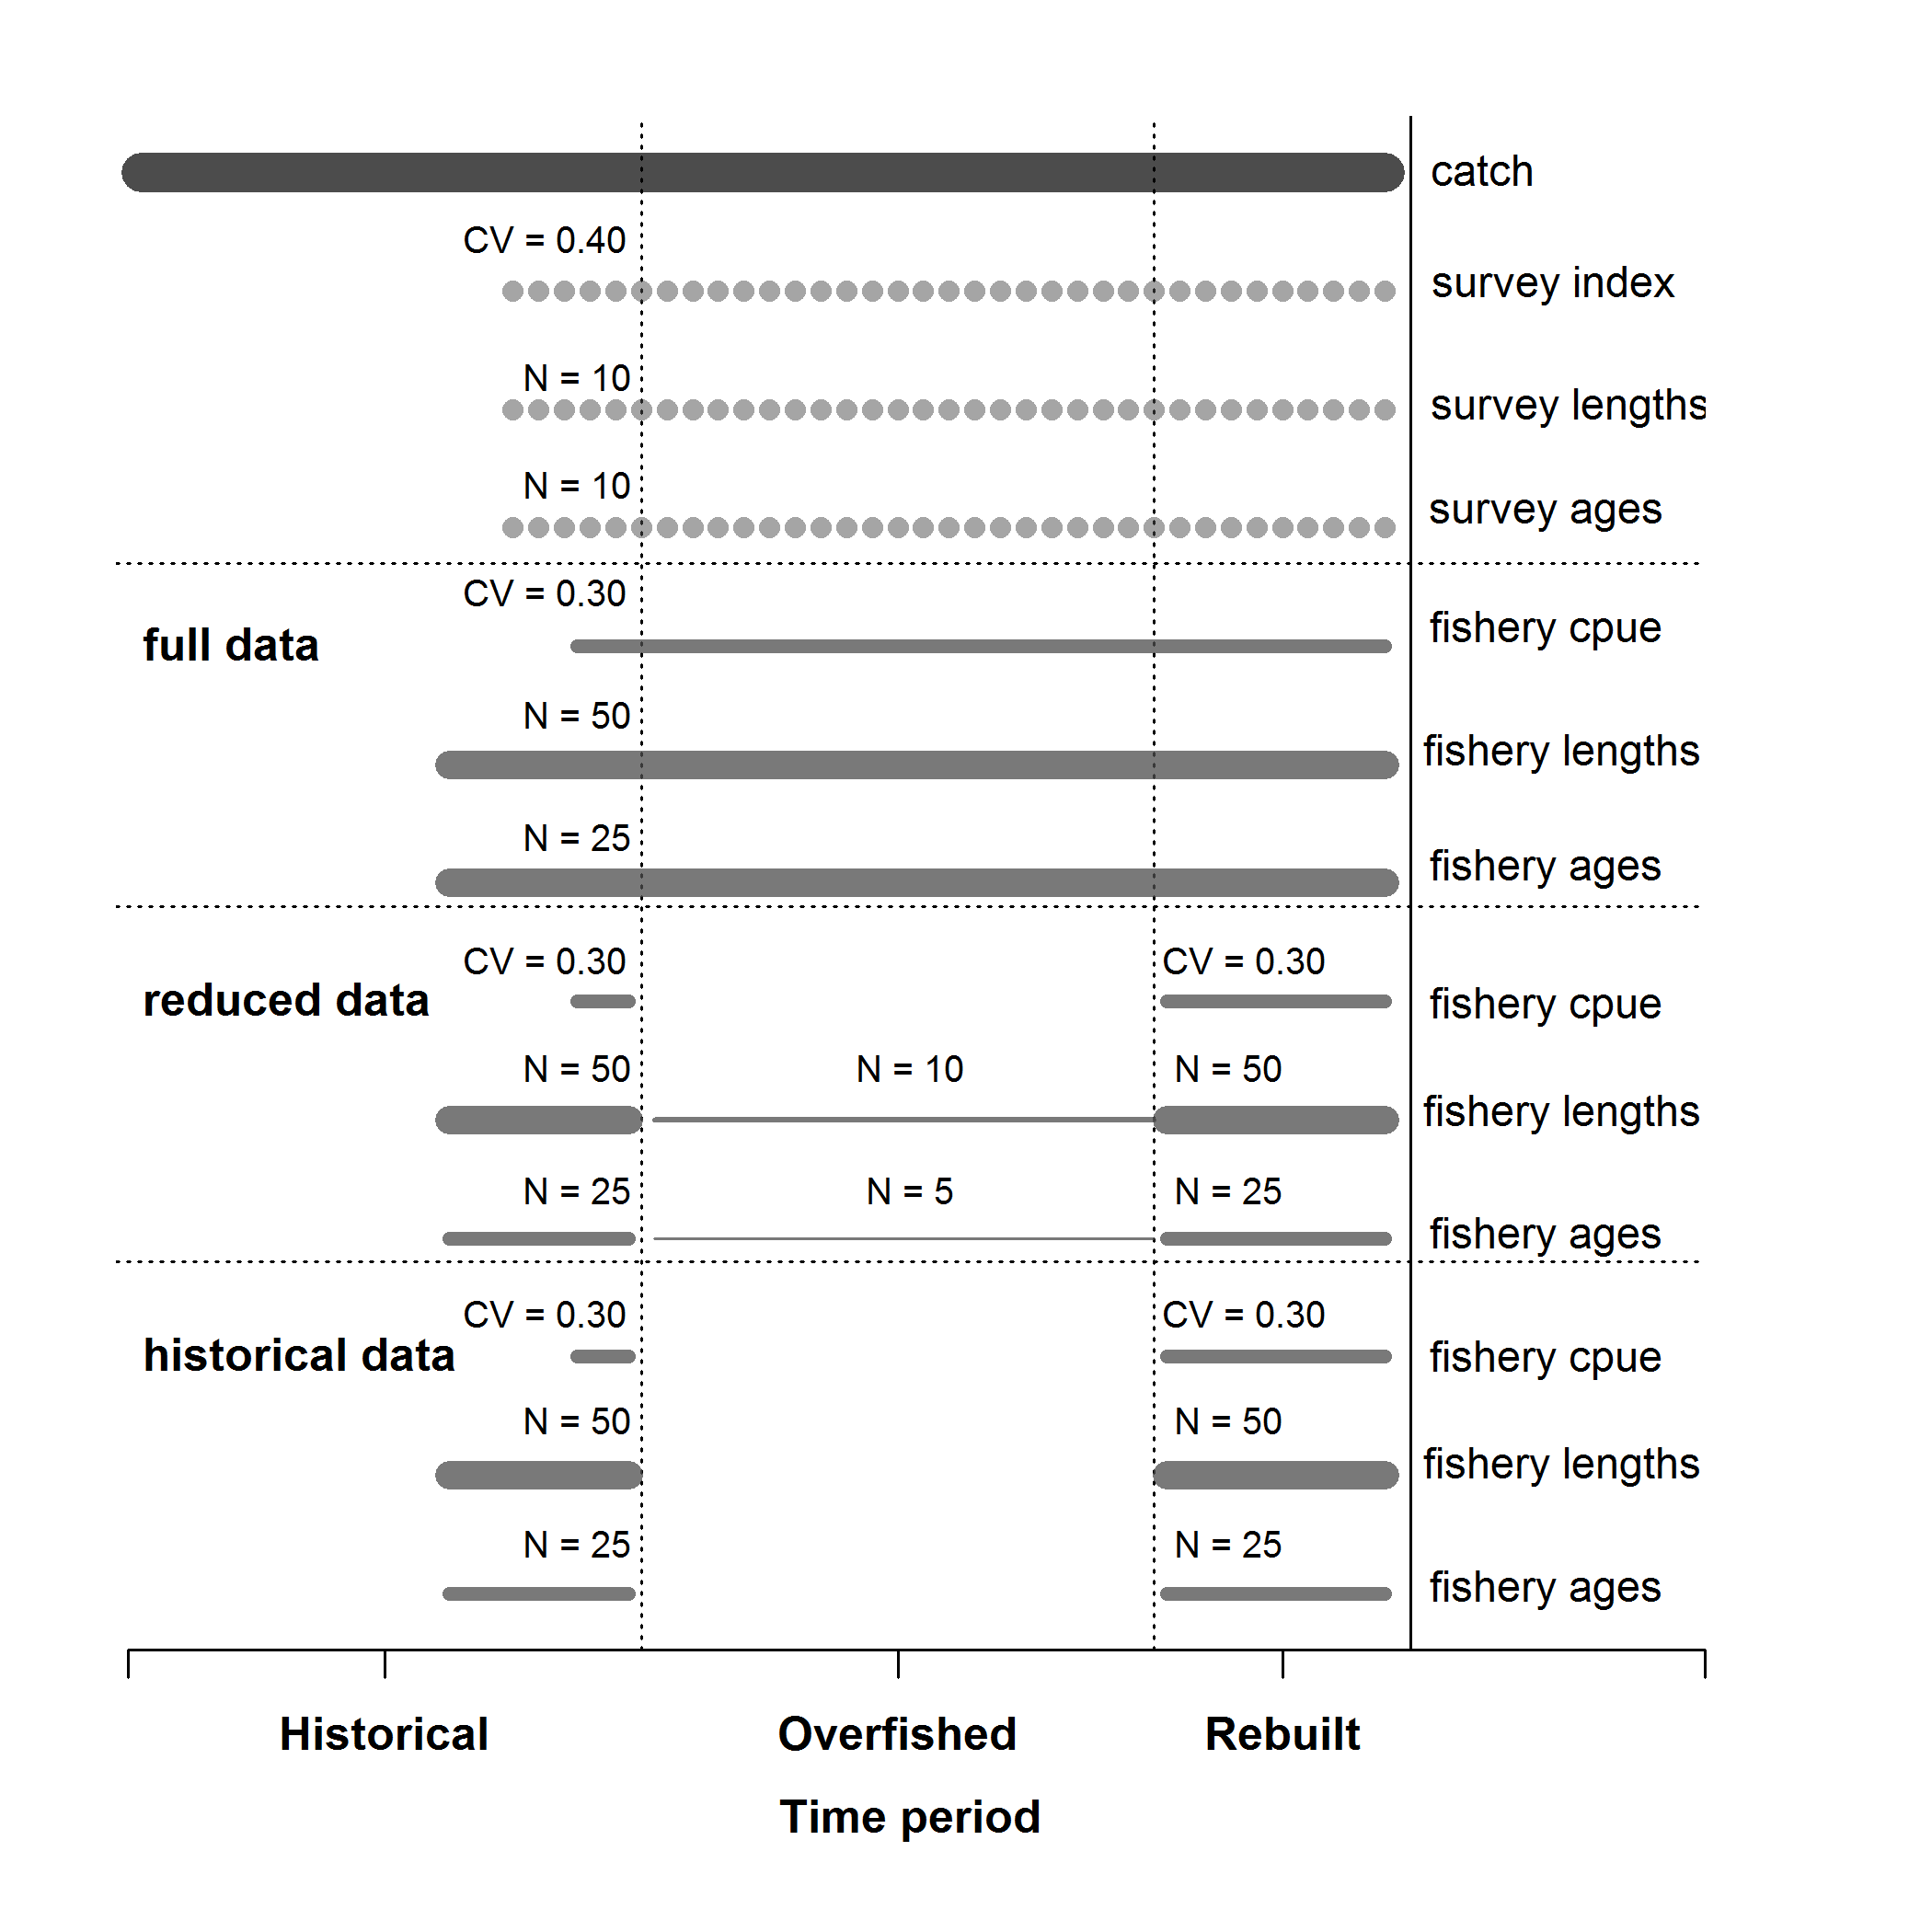 catch
CV = 0.40
survey index
N = 10
survey lengths
N = 10
survey ages
CV = 0.30
full data
fishery cpue
N = 50
fishery lengths
N = 25
fishery ages
CV = 0.30 CV = 0.30
reduced data
fishery cpue
N = 50 N = 10 N = 50
fishery lengths
N = 25 N = 5 N = 25
fishery ages
CV = 0.30 CV = 0.30
historical data
fishery cpue
N = 50 N = 50
fishery lengths
N = 25 N = 25
fishery ages
Historical Overfished Rebuilt
Time period